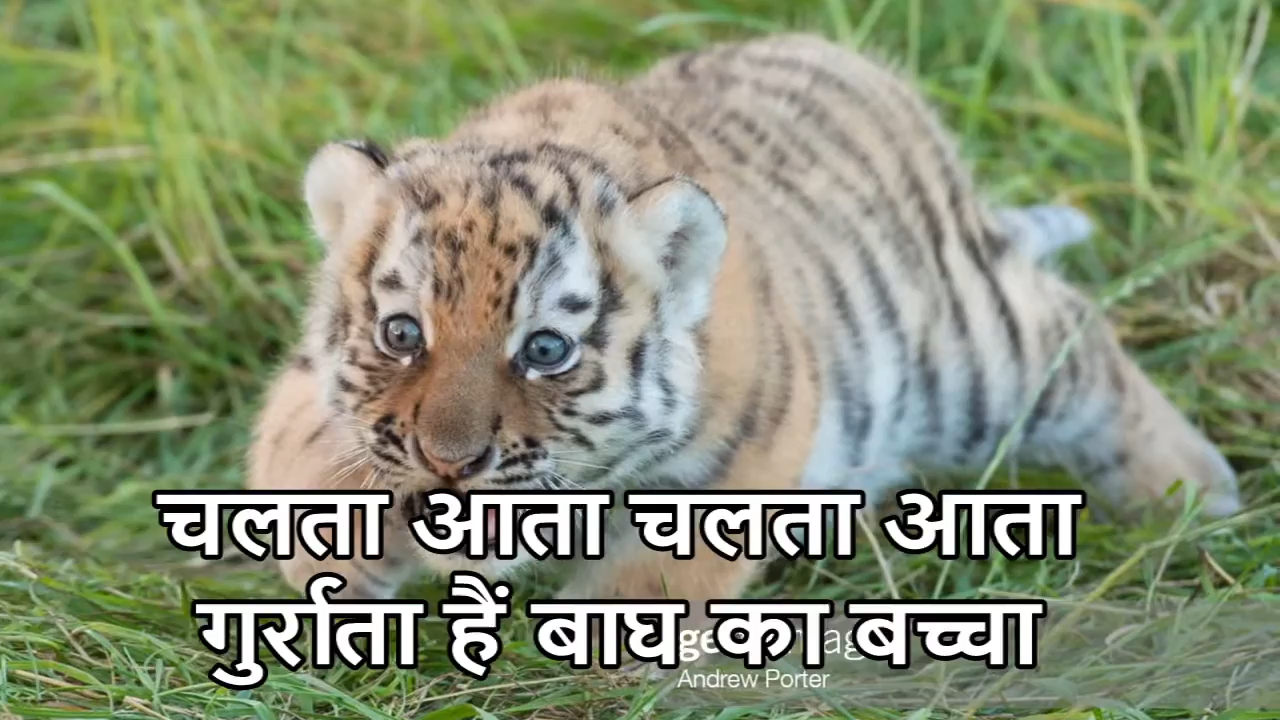 चलता आता चलता आता
गुर्राता हैं बाघ का बच्चा
Andrew Porter